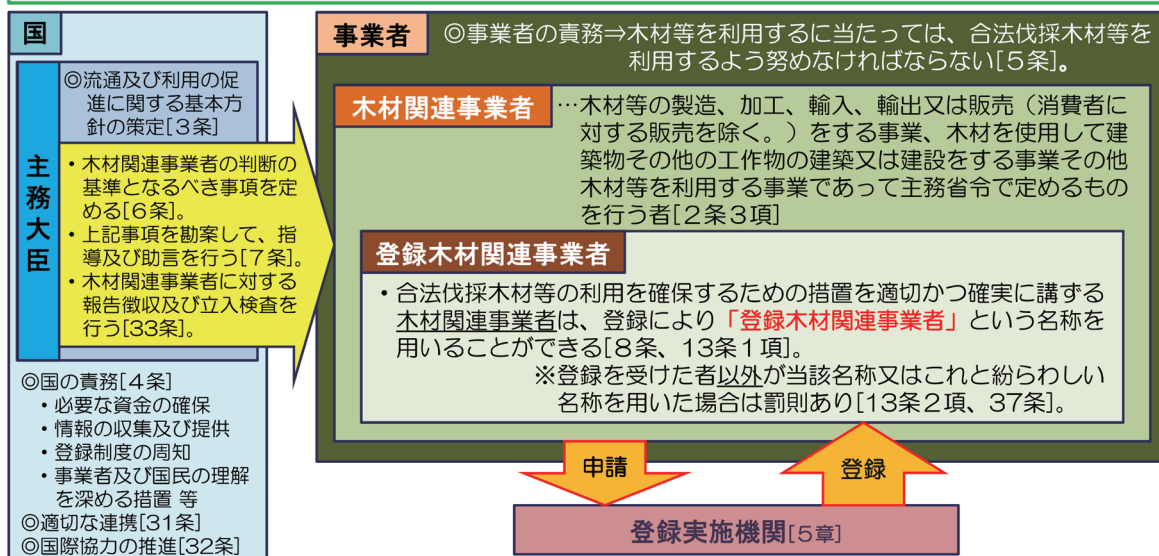 国
主務大臣
◎流通及び利用の促
進に関する基本方
針の策定[3条]
・木材関連事業者の判断の
基準となるべき事項を定
める[6条]。
・上記事項を勘案して、指
導及び助言を行う[7条]。
・木材関連事業者に対する
報告徴収及び立入検査を
行う[33条]。
◎国の責務[4条]
・必要な資金の確保
・情報の収集及び提供
・登録制度の周知
・事業者及び国民の理解
を深める措置 等
◎適切な連携[31条]
◎国際協力の推進[32条]
事業者
◎事業者の責務⇒木材等を利用するに当たっては、合法伐採木材等を
利用するよう努めなければならない[5条]。
木材関連事業者
…木材等の製造、加工、輸入、輸出又は販売（消費者に
対する販売を除く。）をする事業、木材を使用して建
築物その他の工作物の建築又は建設をする事業その他
木材等を利用する事業であって主務省令で定めるもの
を行う者[2条3項]
登録木材関連事業者
・合法伐採木材等の利用を確保するための措置を適切かつ確実に講ずる
木材関連事業者は、登録により「登録木材関連事業者」という名称を
用いることができる[8条、13条1項]。
※登録を受けた者以外が当該名称又はこれと紛らわしい
名称を用いた場合は罰則あり[13条2項、37条]。
申請
登録
登録実施機関[5章]